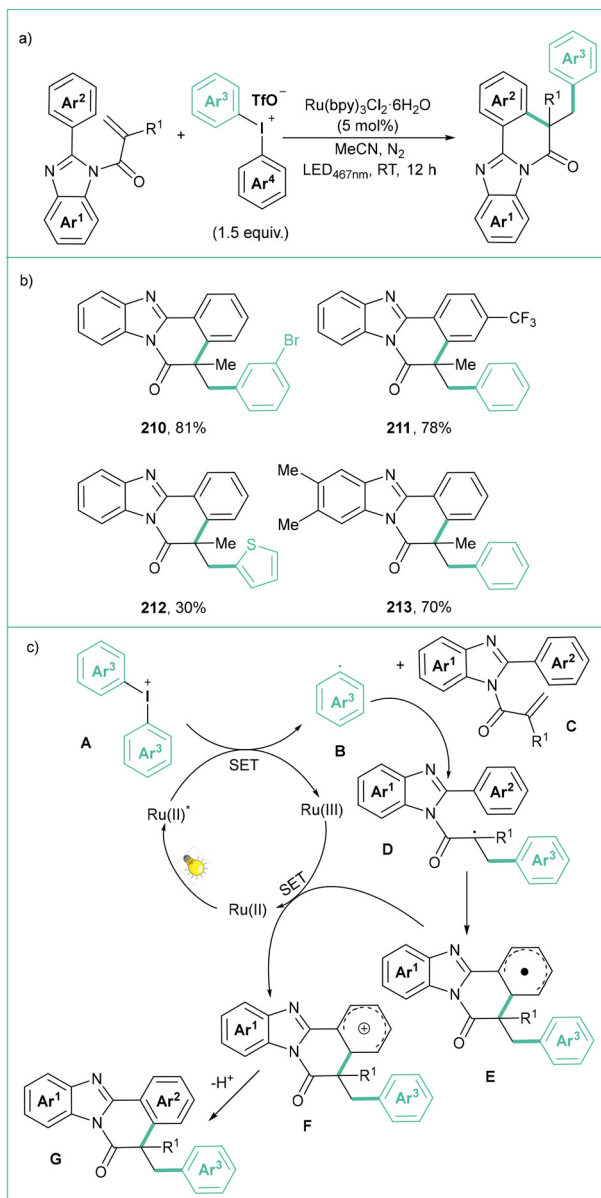 a)
Ar3
TfO−
Ar2
R1
+
I
+
N
N
O
Ar4
Ar1
(1.5 equiv.)
Ru(bpy)3Cl2·6H2O
(5 mol%)
MeCN, N2
LED467nm, RT, 12 h
Ar3
Ar2
R1
N
N
O
Ar1
b)
N
N
Me
O
Br
210, 81%
N
N
CF3
Me
O
211, 78%
N
N
Me
S
O
212, 30%
Me
N
Me
N
Me
O
213, 70%
c)
Ar3
+
I
Ar3
A
Ar3
B
+
N
Ar1
Ar2
N
O
R1
C
SET
Ru(II)*
Ru(III)
Ru(II)
SET
N
Ar1
Ar2
N
R1
O
Ar3
D
N
Ar1
N
R1
O
Ar3
E
N
Ar1
+
N
R1
O
Ar3
F
-H+
N
Ar1
Ar2
N
R1
O
Ar3
G